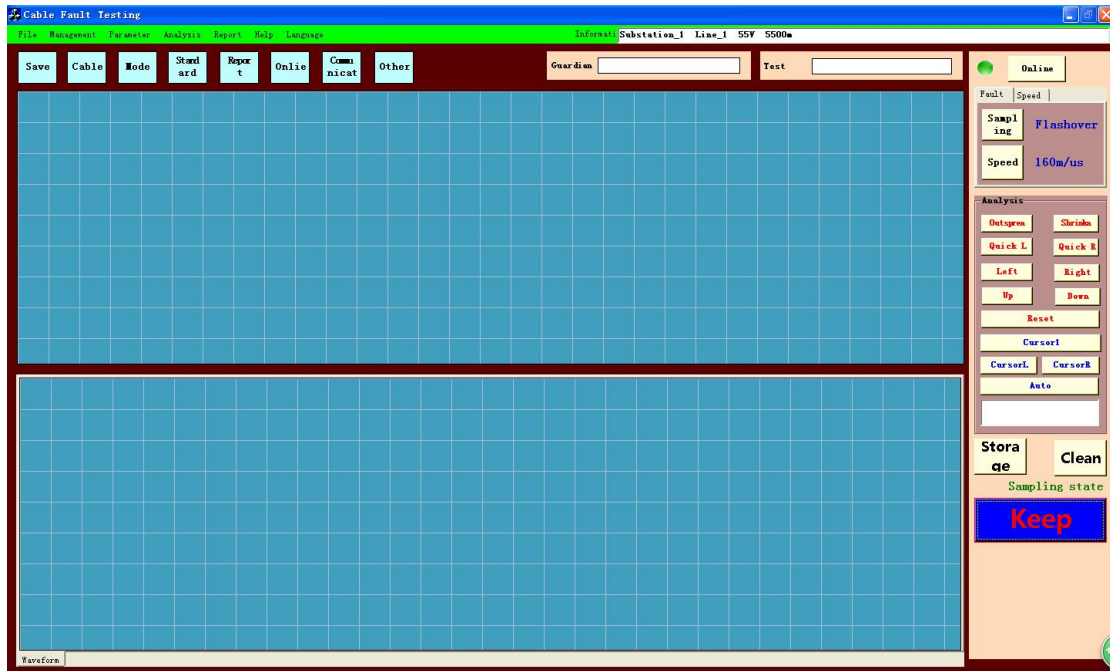 Cable Fault Testing
File Management Parameter Analysis Report Help Language Informati Substation_1 Line_1 55V 5500m
Save Cable Mode Stand
ard Repor
t Onlie Commu
nicat Other Guardian Test Online
Fault Speed
Sampl
ing Flashover
Speed 160m/us
Analysis
Outsprea Shrinka
Quick L Quick R
Left Right
Up Down
Reset
Cursor1
CursorL CursorR
Auto
Stora
ge Clean
Sampling state
Keep
Waveform